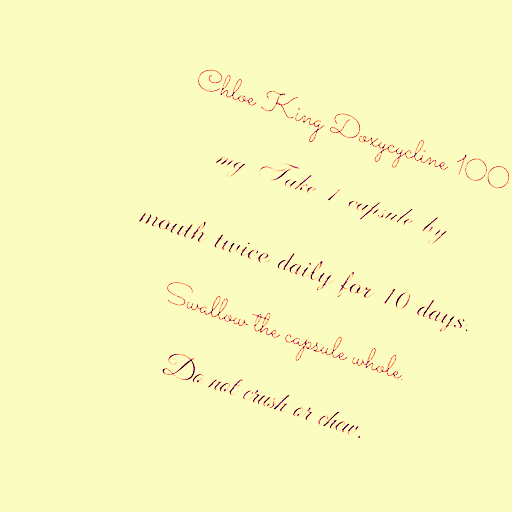 Chloe King Doxycycline 100
mg Take 1 capsule by
mouth twice daily for 10 days.
Swallow the capsule whole.
Do not crush or chew.